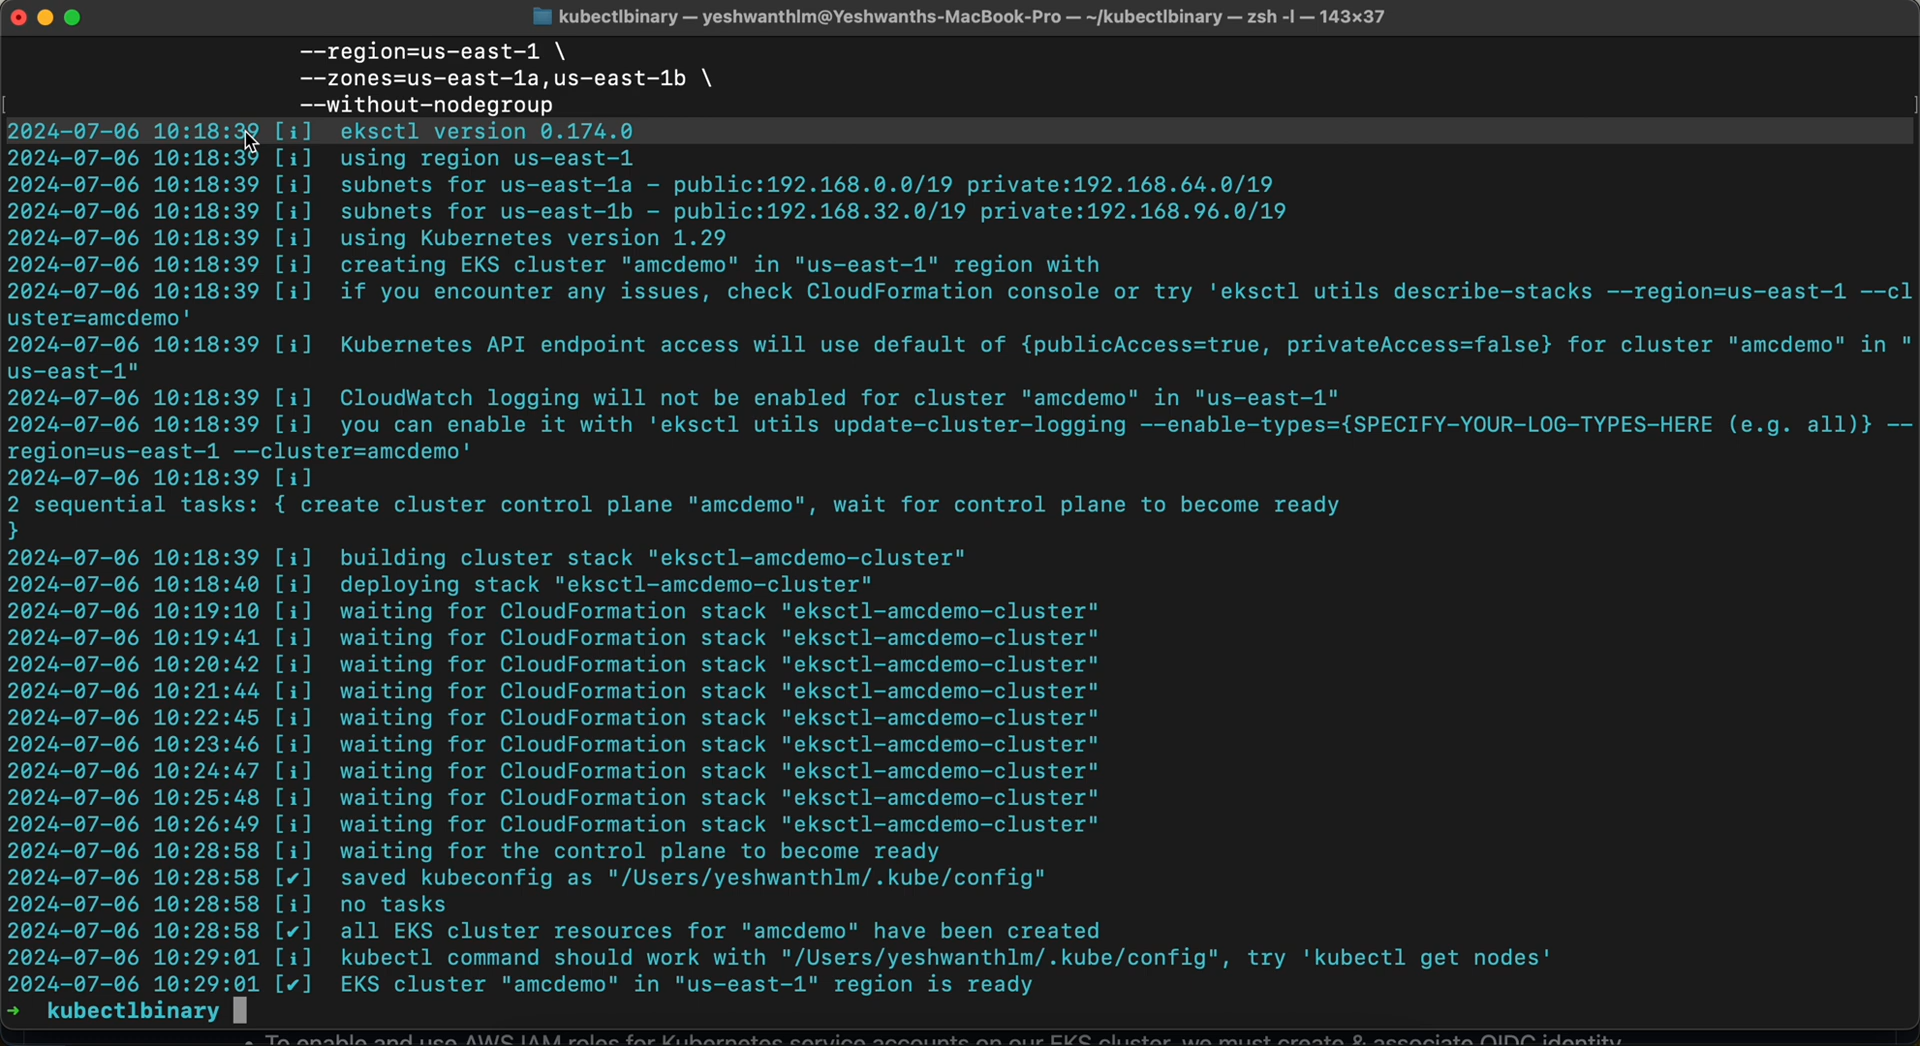 kubectlbinary — yeshwanthlm@Yeshwanths-MacBook-Pro — ~/kubectlbinary — zsh -l — 143×37
--region=us-east-1 \
--zones=us-east-1a,us-east-1b \
[ --without-nodegroup ]
2024-07-06 10:18:39 [ℹ]  eksctl version 0.174.0
2024-07-06 10:18:39 [ℹ]  using region us-east-1
2024-07-06 10:18:39 [ℹ]  subnets for us-east-1a - public:192.168.0.0/19 private:192.168.64.0/19
2024-07-06 10:18:39 [ℹ]  subnets for us-east-1b - public:192.168.32.0/19 private:192.168.96.0/19
2024-07-06 10:18:39 [ℹ]  using Kubernetes version 1.29
2024-07-06 10:18:39 [ℹ]  creating EKS cluster "amcdemo" in "us-east-1" region with
2024-07-06 10:18:39 [ℹ]  if you encounter any issues, check CloudFormation console or try 'eksctl utils describe-stacks --region=us-east-1 --cl
uster=amcdemo'
2024-07-06 10:18:39 [ℹ]  Kubernetes API endpoint access will use default of {publicAccess=true, privateAccess=false} for cluster "amcdemo" in "
us-east-1"
2024-07-06 10:18:39 [ℹ]  CloudWatch logging will not be enabled for cluster "amcdemo" in "us-east-1"
2024-07-06 10:18:39 [ℹ]  you can enable it with 'eksctl utils update-cluster-logging --enable-types={SPECIFY-YOUR-LOG-TYPES-HERE (e.g. all)} --
region=us-east-1 --cluster=amcdemo'
2024-07-06 10:18:39 [ℹ]
2 sequential tasks: { create cluster control plane "amcdemo", wait for control plane to become ready
}
2024-07-06 10:18:39 [ℹ]  building cluster stack "eksctl-amcdemo-cluster"
2024-07-06 10:18:40 [ℹ]  deploying stack "eksctl-amcdemo-cluster"
2024-07-06 10:19:10 [ℹ]  waiting for CloudFormation stack "eksctl-amcdemo-cluster"
2024-07-06 10:19:41 [ℹ]  waiting for CloudFormation stack "eksctl-amcdemo-cluster"
2024-07-06 10:20:42 [ℹ]  waiting for CloudFormation stack "eksctl-amcdemo-cluster"
2024-07-06 10:21:44 [ℹ]  waiting for CloudFormation stack "eksctl-amcdemo-cluster"
2024-07-06 10:22:45 [ℹ]  waiting for CloudFormation stack "eksctl-amcdemo-cluster"
2024-07-06 10:23:46 [ℹ]  waiting for CloudFormation stack "eksctl-amcdemo-cluster"
2024-07-06 10:24:47 [ℹ]  waiting for CloudFormation stack "eksctl-amcdemo-cluster"
2024-07-06 10:25:48 [ℹ]  waiting for CloudFormation stack "eksctl-amcdemo-cluster"
2024-07-06 10:26:49 [ℹ]  waiting for CloudFormation stack "eksctl-amcdemo-cluster"
2024-07-06 10:28:58 [ℹ]  waiting for the control plane to become ready
2024-07-06 10:28:58 [✔]  saved kubeconfig as "/Users/yeshwanthlm/.kube/config"
2024-07-06 10:28:58 [ℹ]  no tasks
2024-07-06 10:28:58 [✔]  all EKS cluster resources for "amcdemo" have been created
2024-07-06 10:29:01 [ℹ]  kubectl command should work with "/Users/yeshwanthlm/.kube/config", try 'kubectl get nodes'
2024-07-06 10:29:01 [✔]  EKS cluster "amcdemo" in "us-east-1" region is ready
➜  kubectlbinary
• To enable and use AWS IAM roles for Kubernetes service accounts on our EKS cluster, we must create & associate OIDC identity